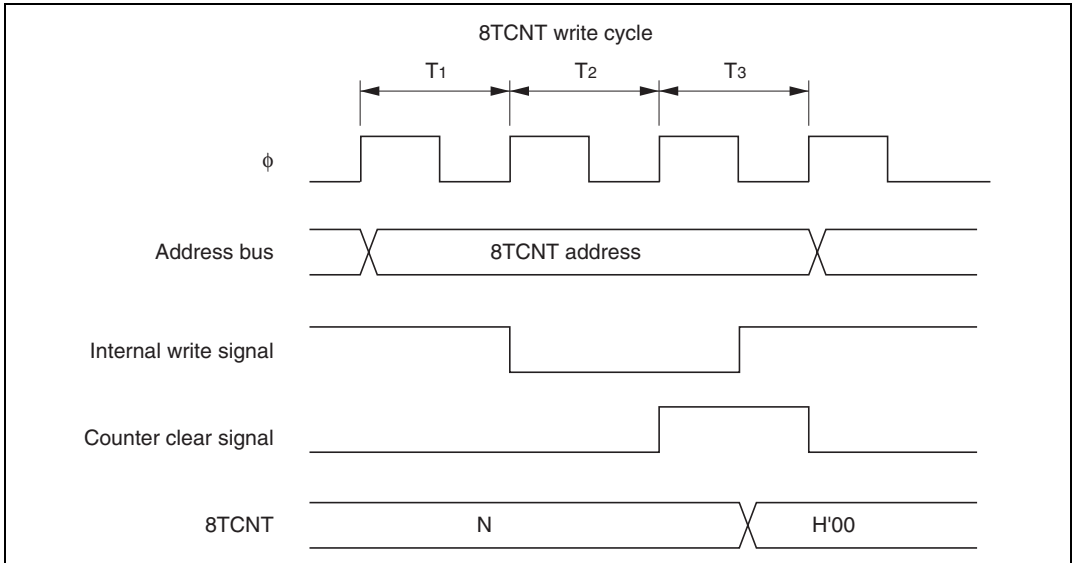 8TCNT write cycle
T1 T2 T3
φ
Address bus 8TCNT address
Internal write signal
Counter clear signal
8TCNT N H'00